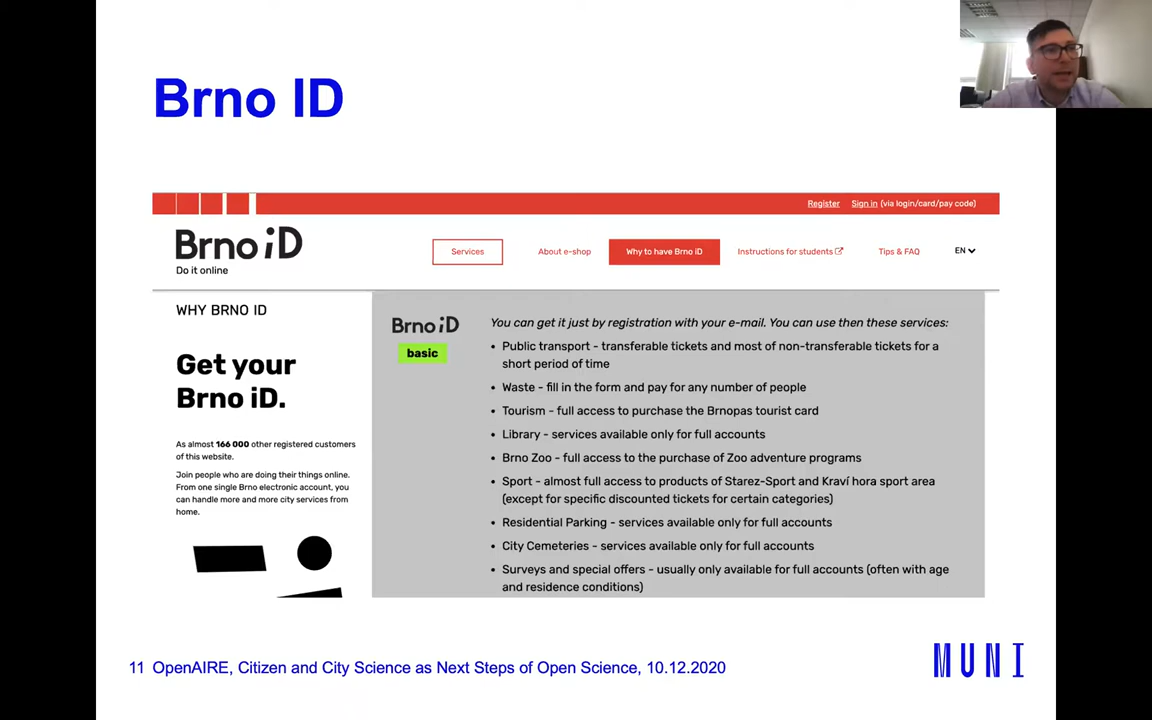 Brno ID
Register Sign in (via login/card/pay code)
Brno iD
Do it online
Services About e-shop Why to have Brno iD Instructions for students Tips & FAQ EN
WHY BRNO ID
Get your
Brno iD.
As almost 166 000 other registered customers
of this website.
Join people who are doing their things online.
From one single Brno electronic account, you
can handle more and more city services from
home.
Brno iD
basic
You can get it just by registration with your e-mail. You can use then these services:
• Public transport - transferable tickets and most of non-transferable tickets for a
short period of time
• Waste - fill in the form and pay for any number of people
• Tourism - full access to purchase the Brnopas tourist card
• Library - services available only for full accounts
• Brno Zoo - full access to the purchase of Zoo adventure programs
• Sport - almost full access to products of Starez-Sport and Kraví hora sport area
(except for specific discounted tickets for certain categories)
• Residential Parking - services available only for full accounts
• City Cemeteries - services available only for full accounts
• Surveys and special offers - usually only available for full accounts (often with age
and residence conditions)
11 OpenAIRE, Citizen and City Science as Next Steps of Open Science, 10.12.2020
MUNI